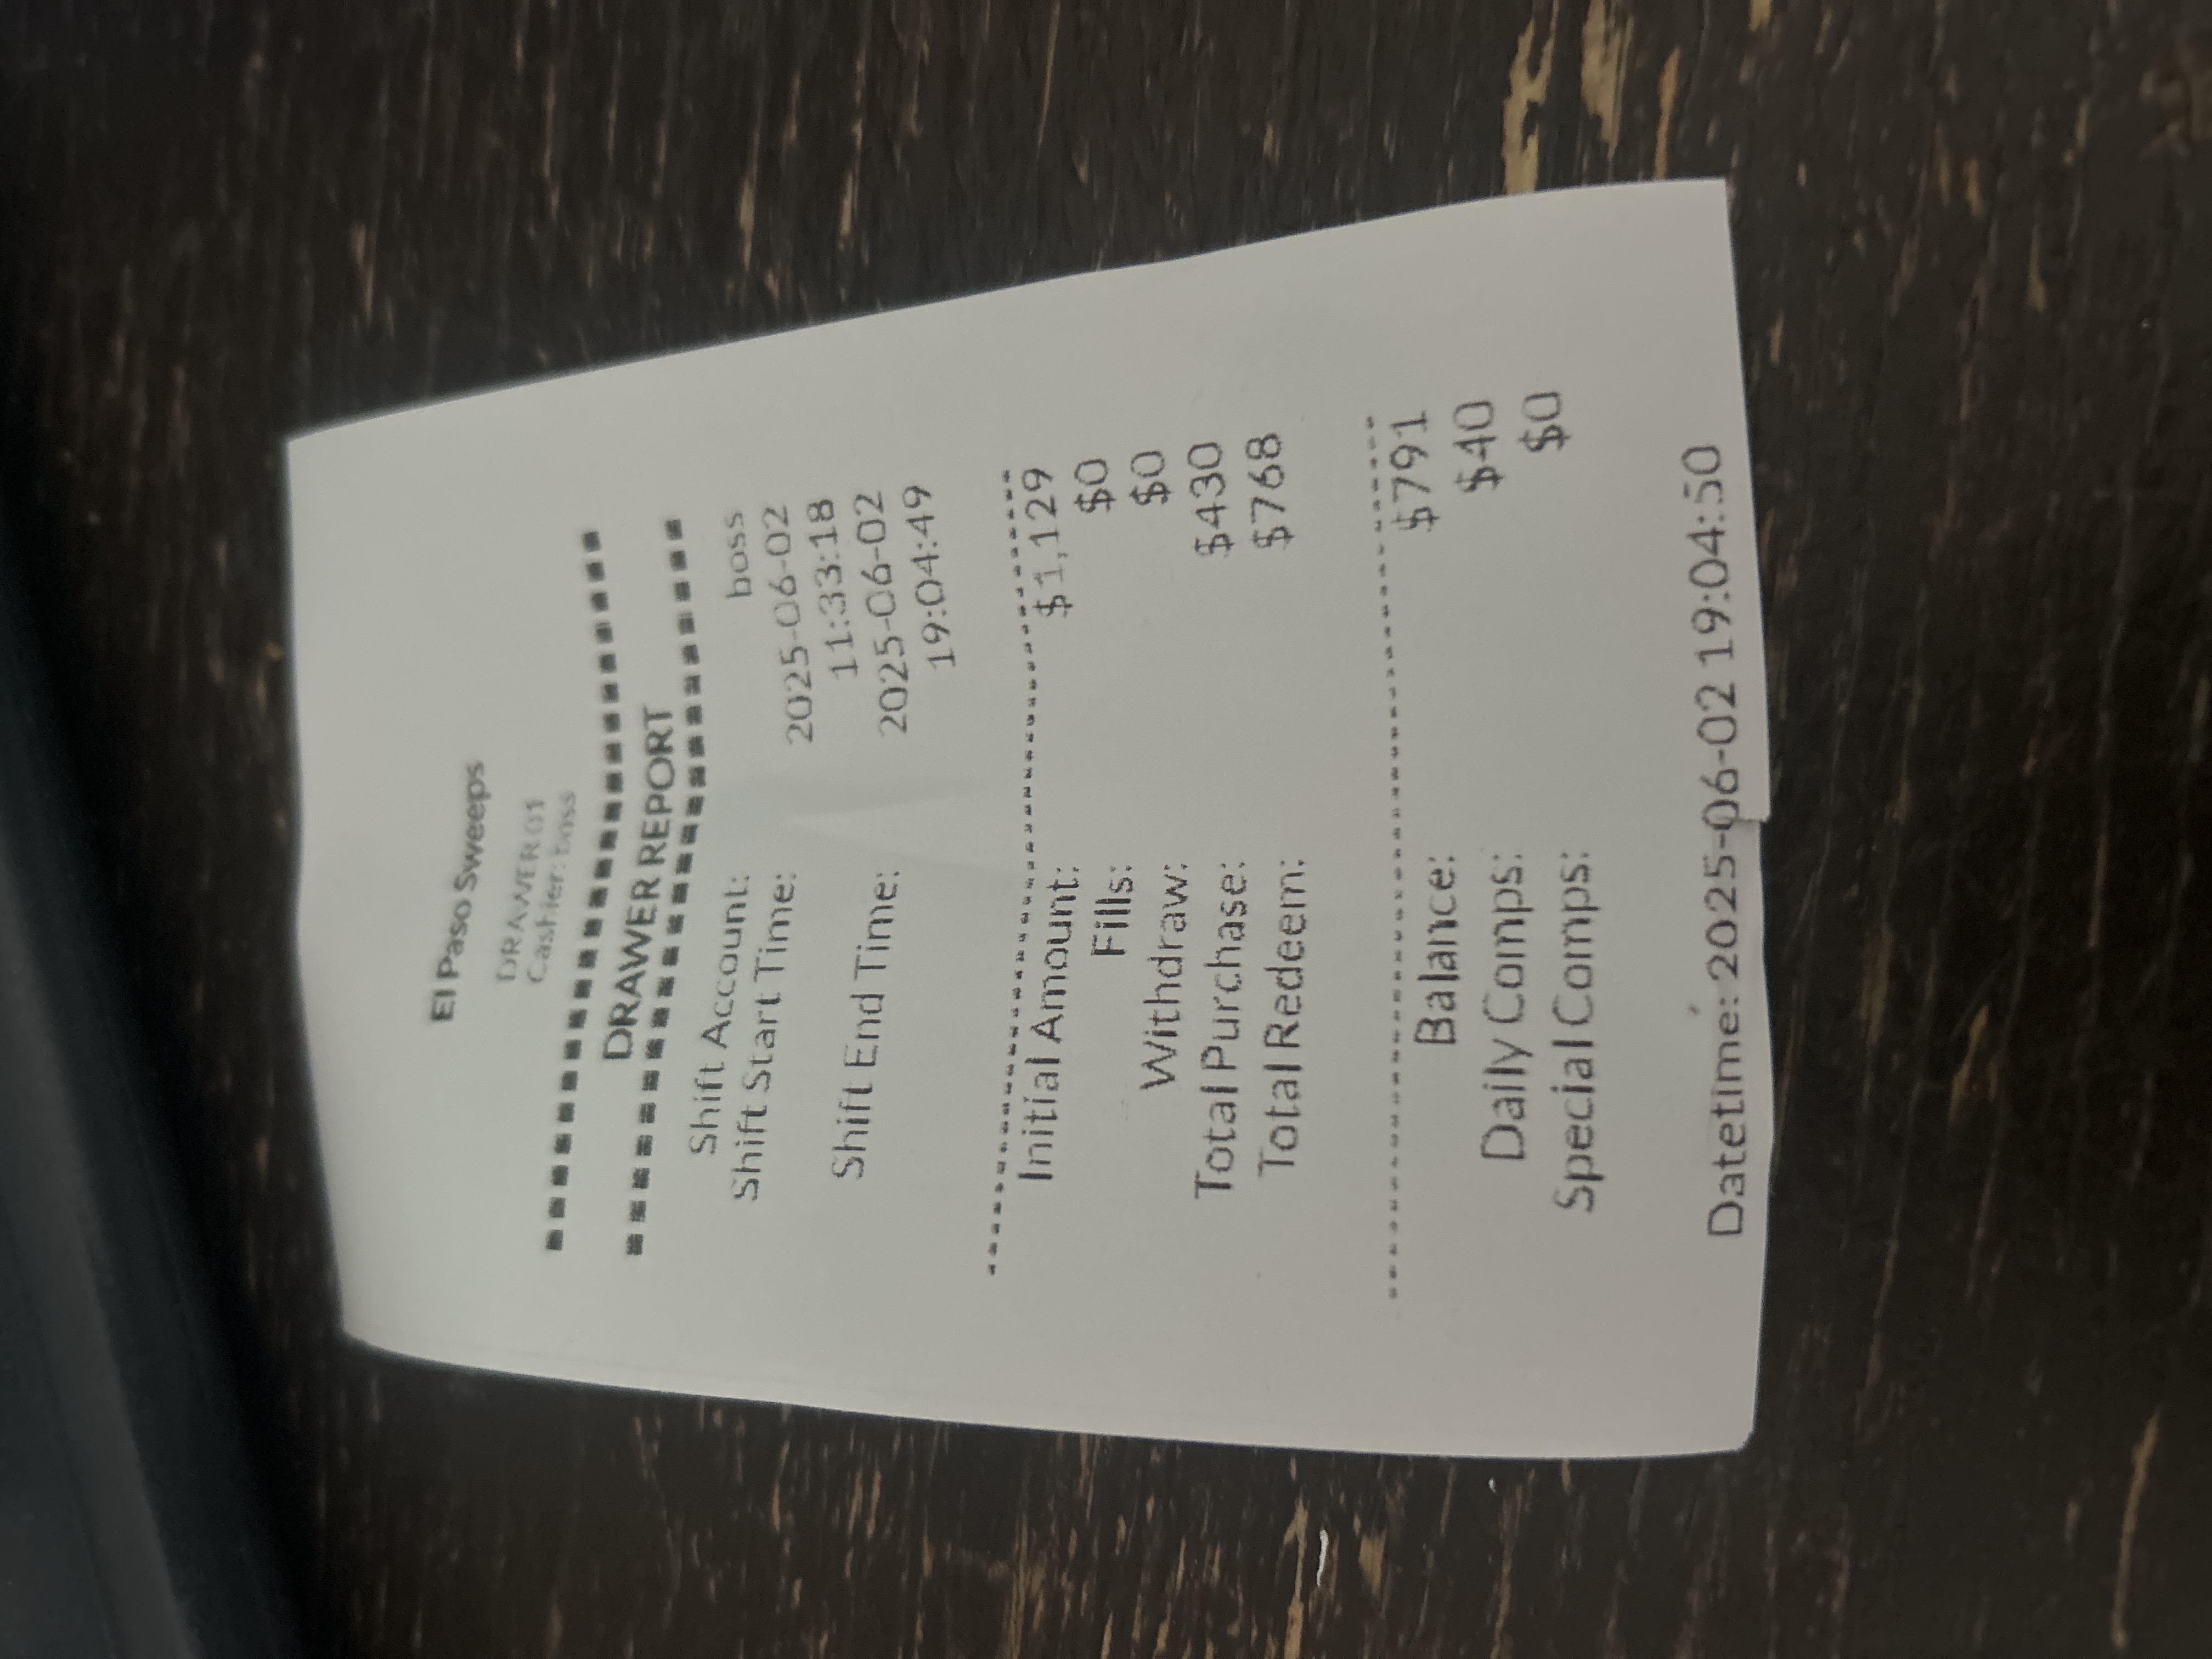 El Paso Sweeps
DRAWER01
Cashier: boss
DRAWER REPORT
Shift Account: boss
Shift Start Time: 2025-06-02
11:33:18
Shift End Time: 2025-06-02
19:04:49
Initial Amount: $1,129
Fills: $0
Withdraw: $0
Total Purchase: $430
Total Redeem: $768
Balance: $791
Daily Comps: $40
Special Comps: $0
Datetime: 2025-06-02 19:04:50